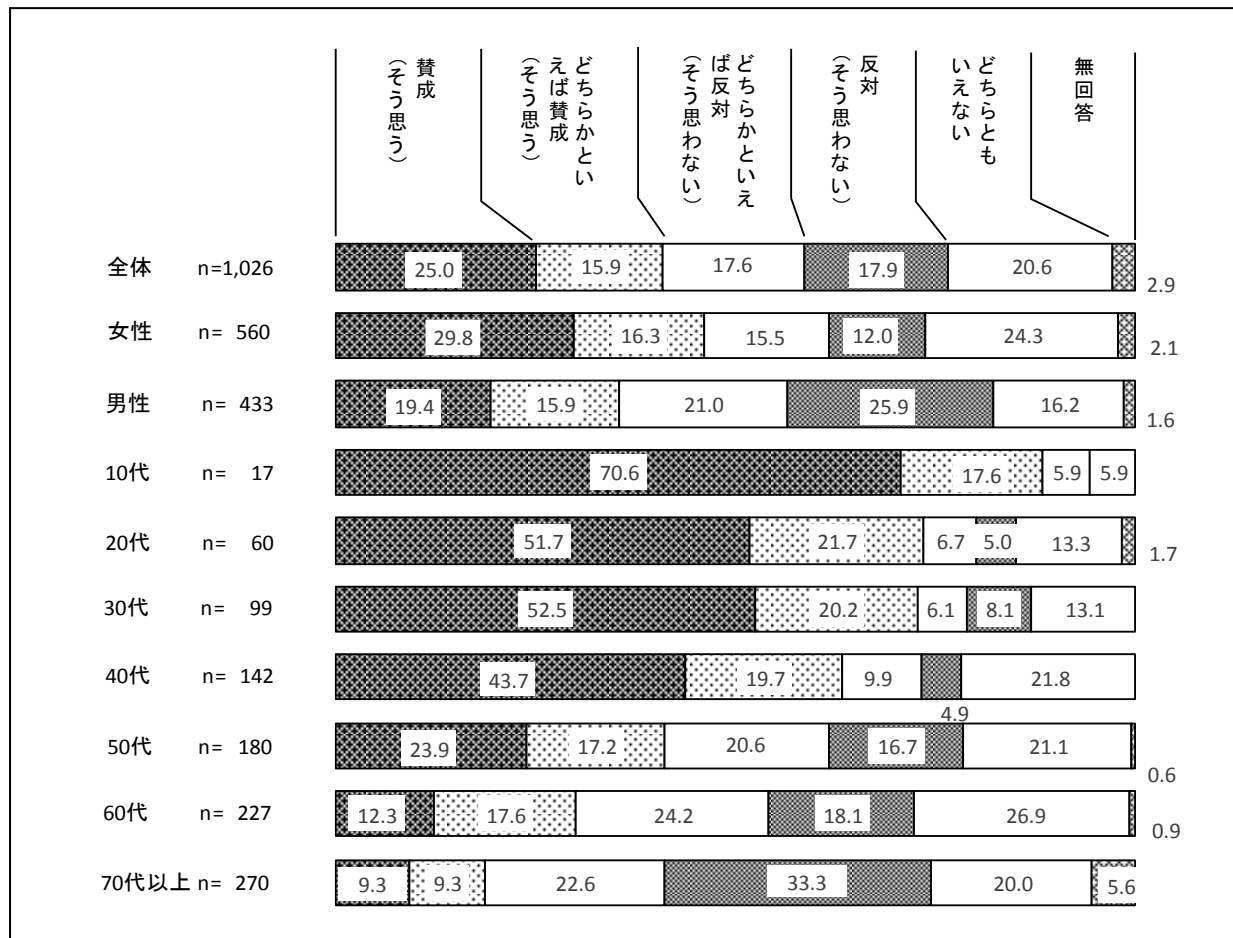 賛成
(そう思う)
どちらかとい
えば賛成
(そう思う)
どちらかといえ
ば反対
(そう思わない)
反対
(そう思わない)
どちらとも
いえない
無回答
全体 n=1,026 25.0 15.9 17.6 17.9 20.6 2.9
女性 n= 560 29.8 16.3 15.5 12.0 24.3 2.1
男性 n= 433 19.4 15.9 21.0 25.9 16.2 1.6
10代 n= 17 70.6 17.6 5.9 5.9
20代 n= 60 51.7 21.7 6.7 5.0 13.3 1.7
30代 n= 99 52.5 20.2 6.1 8.1 13.1
40代 n= 142 43.7 19.7 9.9 4.9 21.8
50代 n= 180 23.9 17.2 20.6 16.7 21.1 0.6
60代 n= 227 12.3 17.6 24.2 18.1 26.9 0.9
70代以上 n= 270 9.3 9.3 22.6 33.3 20.0 5.6